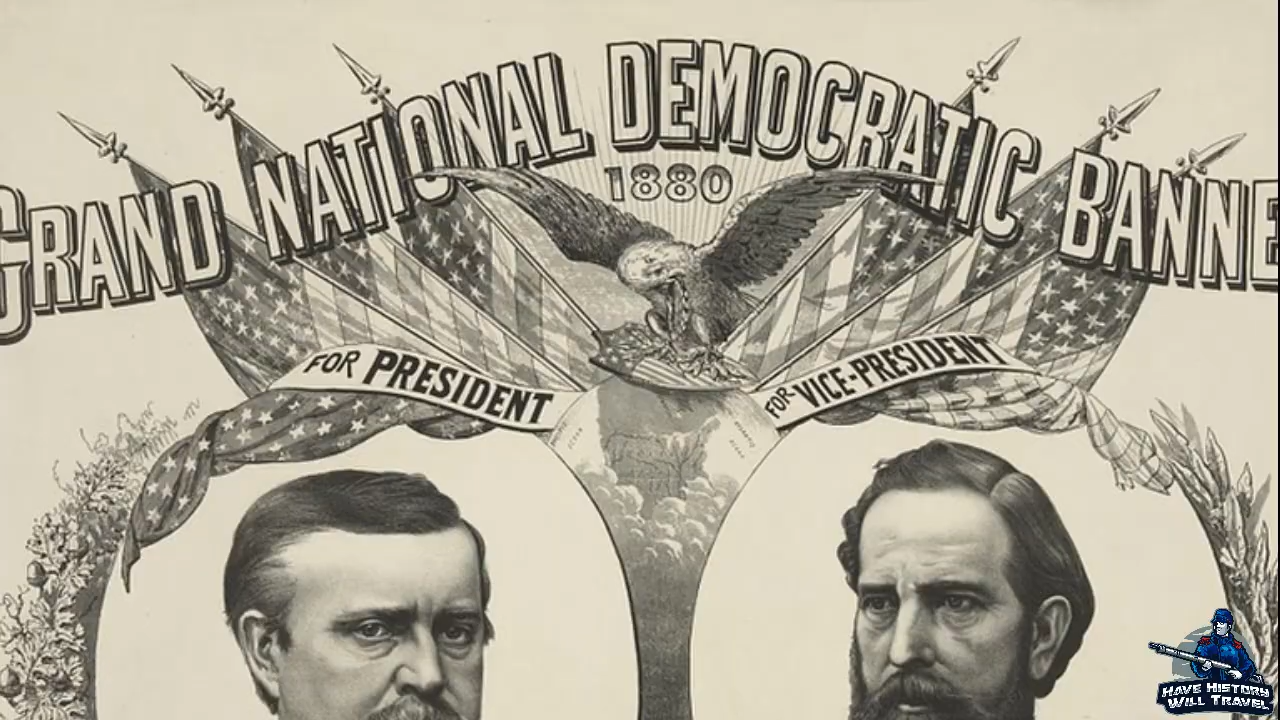 GRAND NATIONAL DEMOCRATIC BANNE
1880
FOR PRESIDENT
FOR VICE-PRESIDENT
HAVE HISTORY
WILL TRAVEL